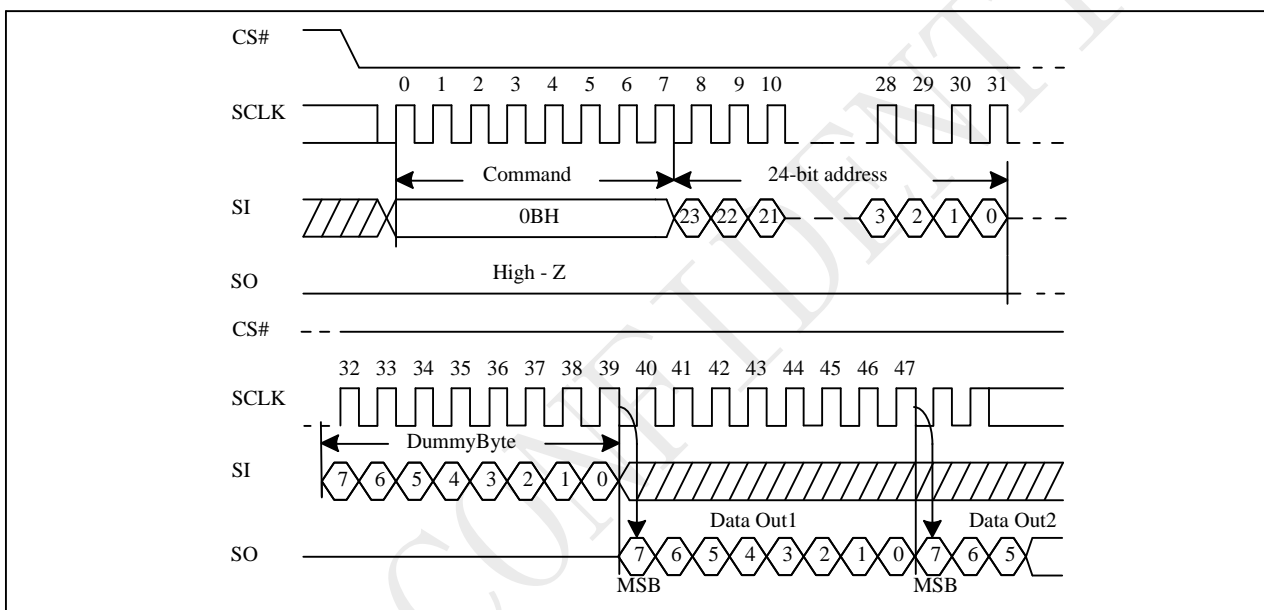 CS#
0 1 2 3 4 5 6 7 8 9 10 28 29 30 31
SCLK
Command 24-bit address
SI 0BH 23 22 21 3 2 1 0
High - Z
SO
CS#
32 33 34 35 36 37 38 39 40 41 42 43 44 45 46 47
SCLK
DummyByte
SI 7 6 5 4 3 2 1 0
Data Out1 Data Out2
SO 7 6 5 4 3 2 1 0 7 6 5
MSB MSB
CONFIDENT